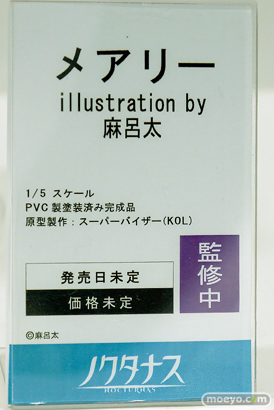 メアリー
illustration by
麻呂太
1/5 スケール
PVC 製塗装済み完成品
原型製作：スーパーバイザー(KOL)
監修中
発売日未定
価格未定
©麻呂太
ノクタナス
NOCTURNAS
moeyo.com